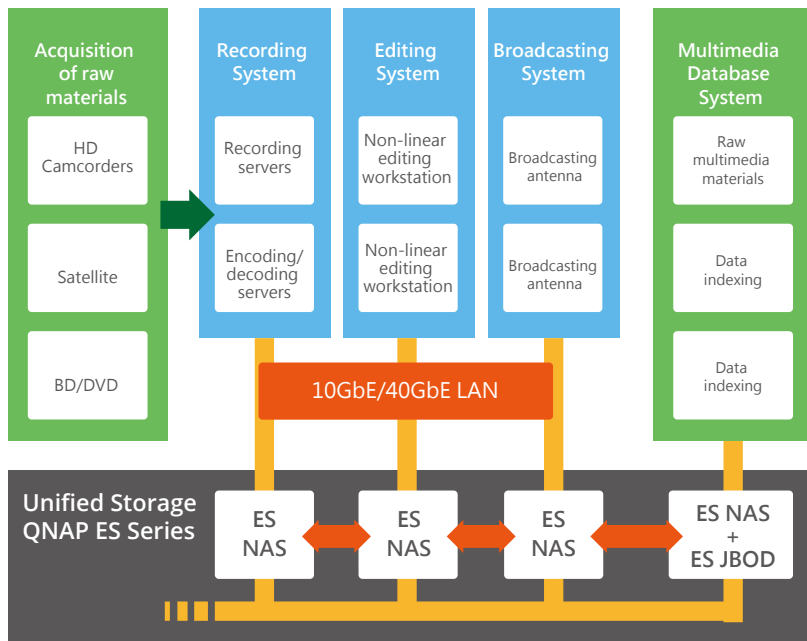 Acquisition
of raw
materials
HD
Camcorders
Satellite
BD/DVD
Recording
System
Recording
servers
Encoding/
decoding
servers
Editing
System
Non-linear
editing
workstation
Non-linear
editing
workstation
Broadcasting
System
Broadcasting
antenna
Broadcasting
antenna
Multimedia
Database
System
Raw
multimedia
materials
Data
indexing
Data
indexing
10GbE/40GbE LAN
Unified Storage
QNAP ES Series
ES
NAS
ES
NAS
ES
NAS
ES NAS
+
ES JBOD